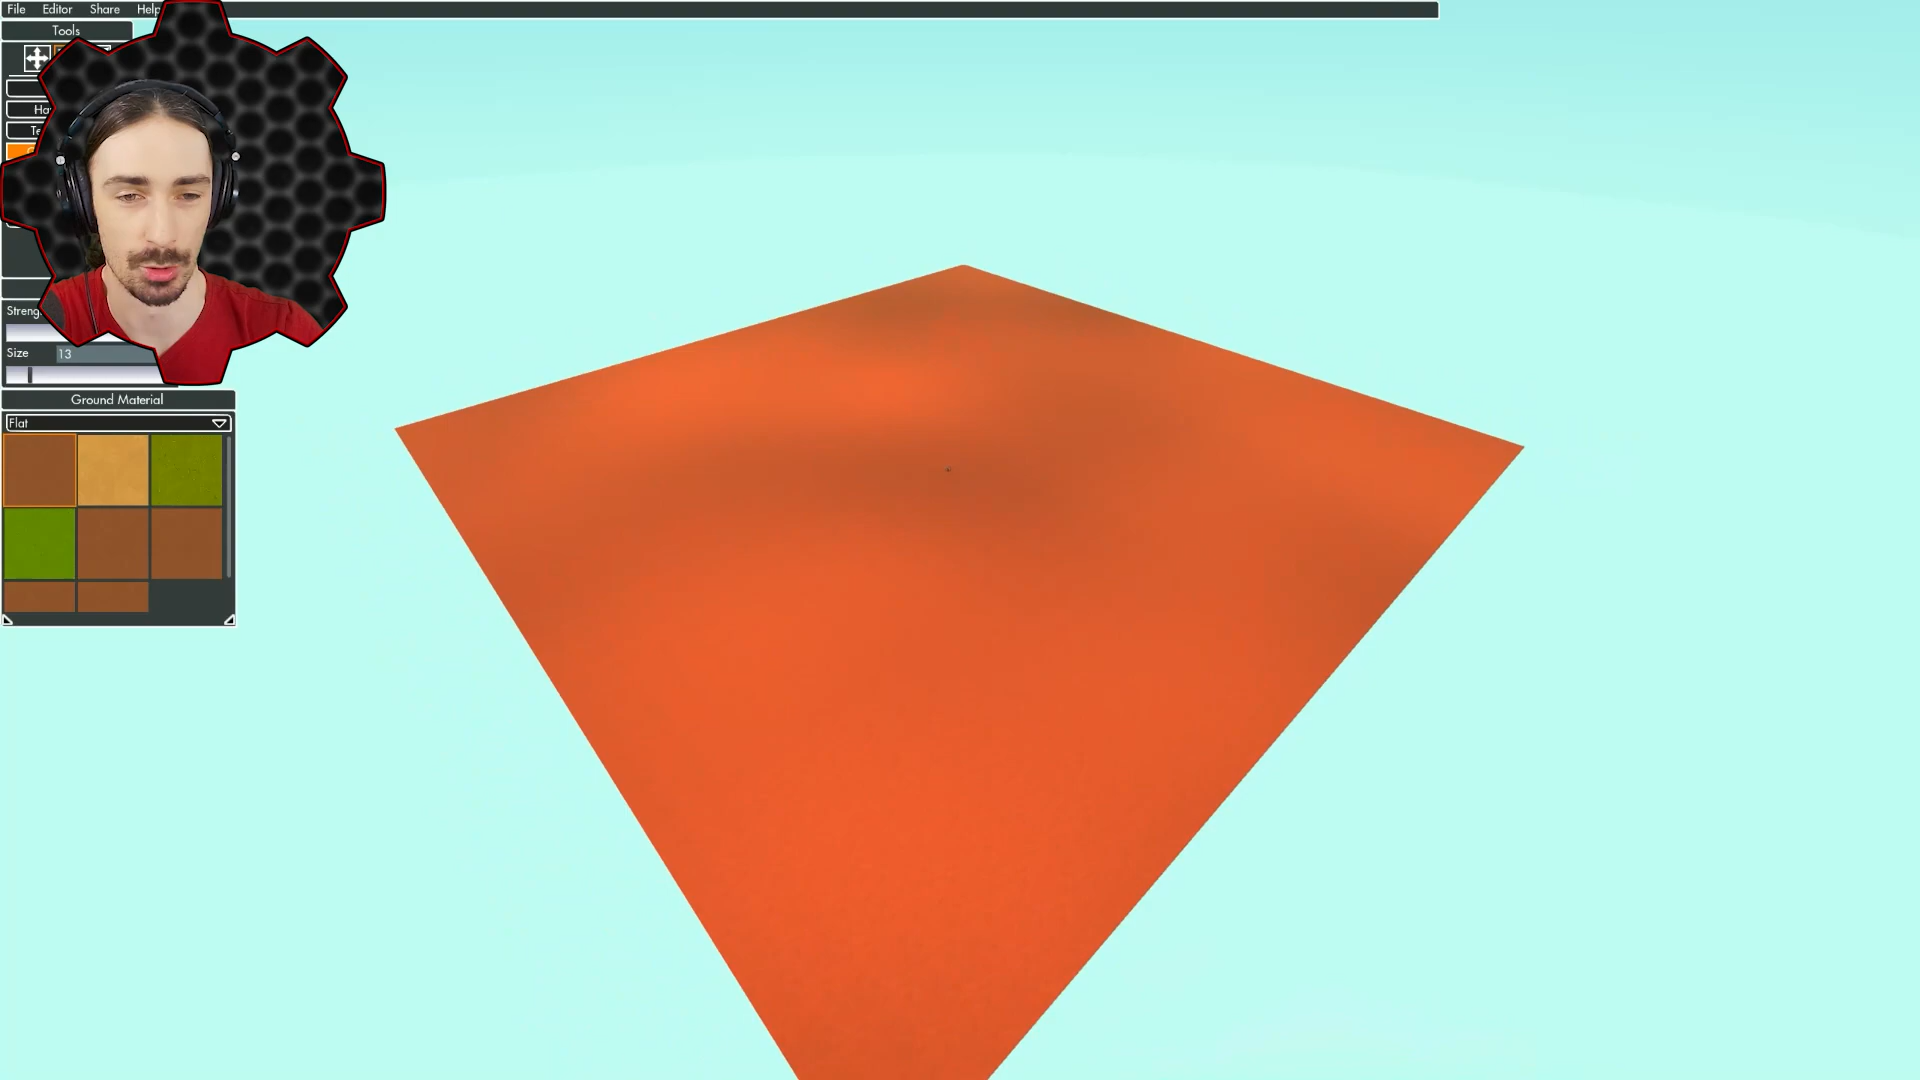 File Editor Share Help
Tools
Size 13
Ground Material
Flat